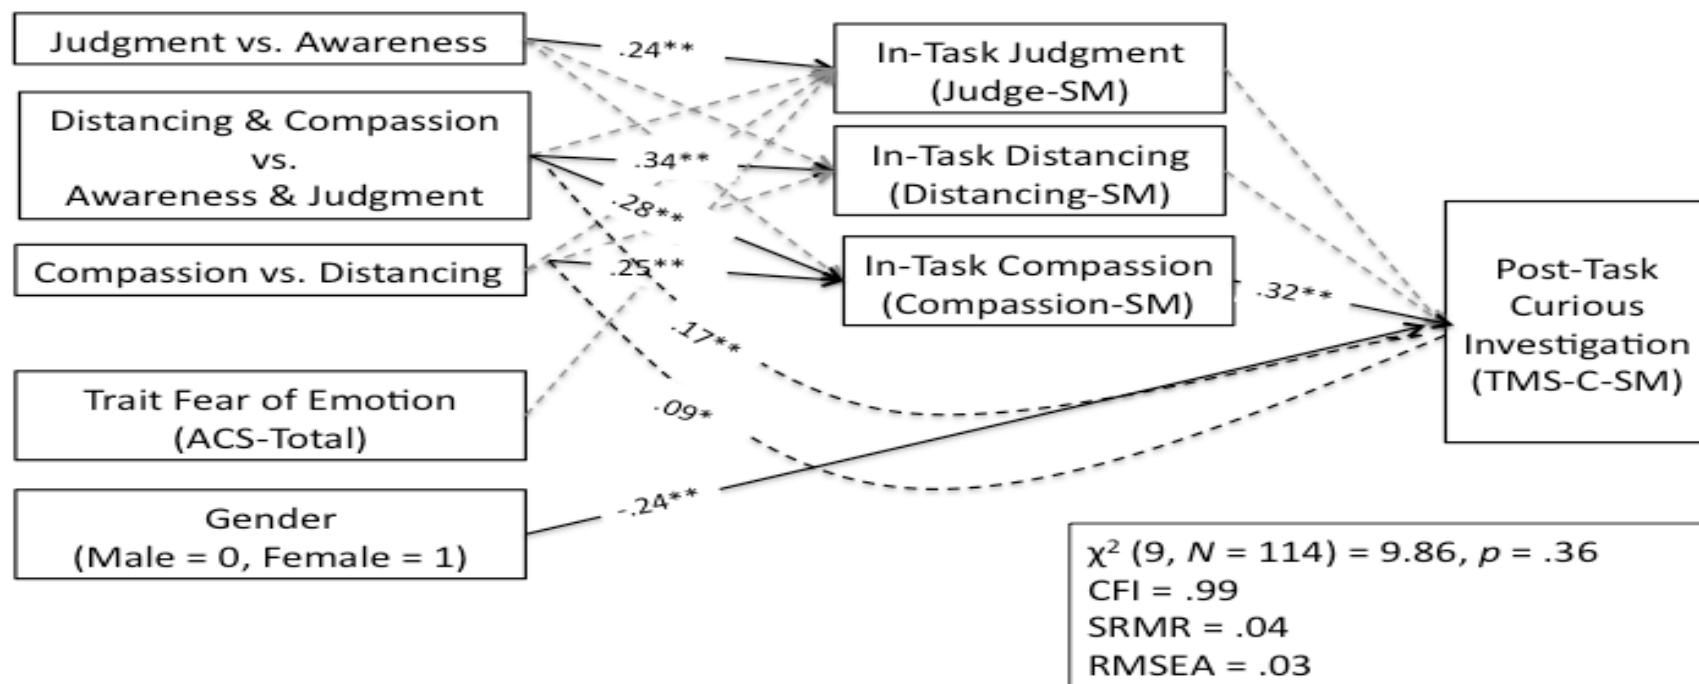 Judgment vs. Awareness
Distancing & Compassion
vs.
Awareness & Judgment
Compassion vs. Distancing
Trait Fear of Emotion
(ACS-Total)
Gender
(Male = 0, Female = 1)
.24**
.34**
.28**
.25**
.17**
.09*
-.24**
In-Task Judgment
(Judge-SM)
In-Task Distancing
(Distancing-SM)
In-Task Compassion
(Compassion-SM)
.32**
Post-Task
Curious
Investigation
(TMS-C-SM)
χ² (9, N = 114) = 9.86, p = .36
CFI = .99
SRMR = .04
RMSEA = .03